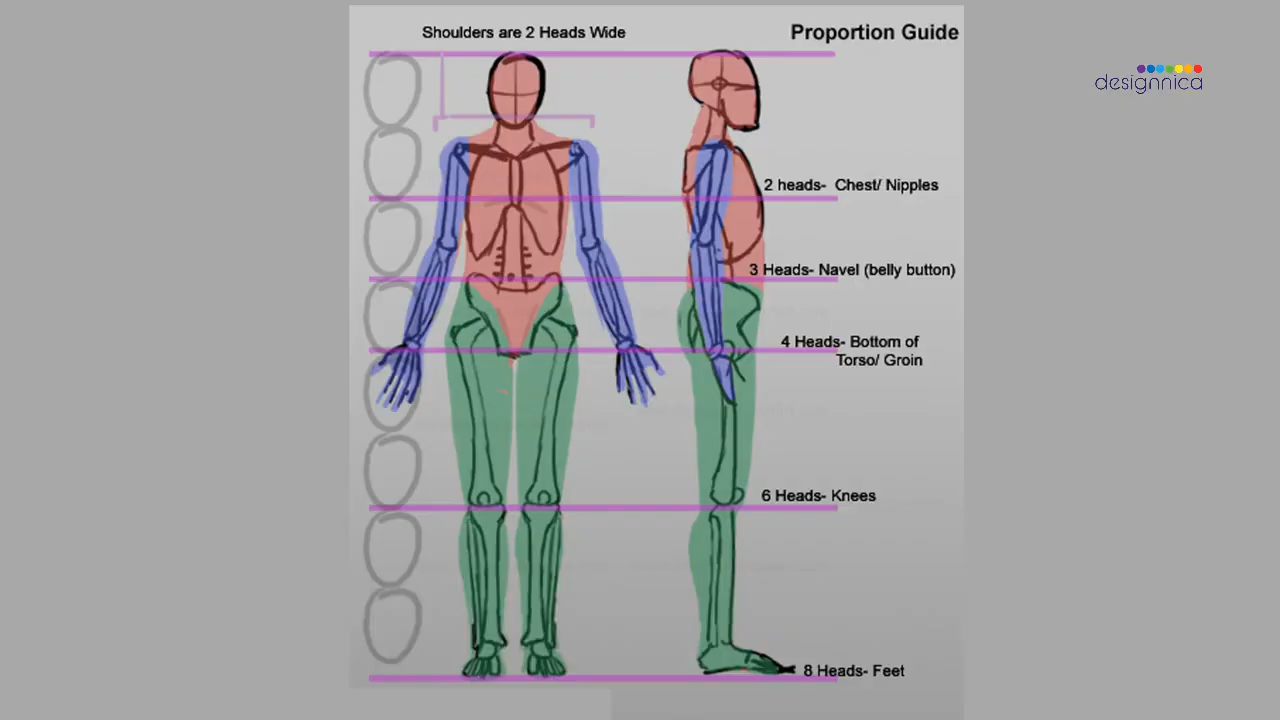 Shoulders are 2 Heads Wide
Proportion Guide
designnica
2 heads- Chest/ Nipples
3 Heads- Navel (belly button)
4 Heads- Bottom of
Torso/ Groin
6 Heads- Knees
8 Heads- Feet